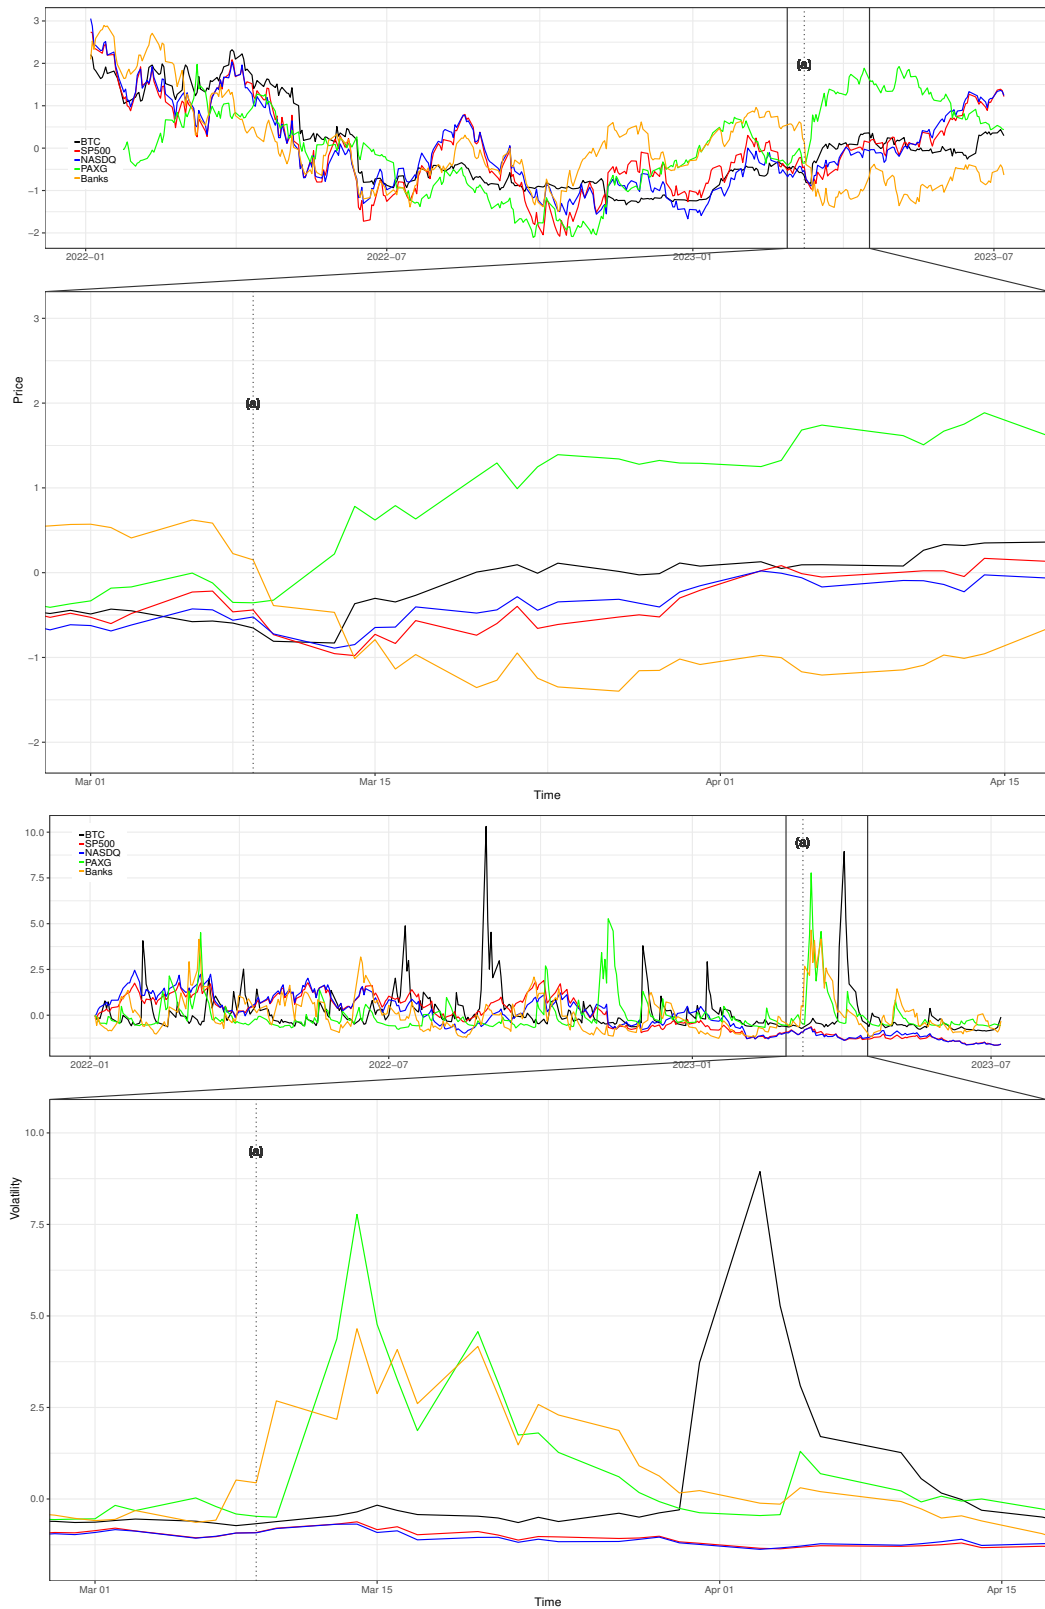 3
2
1
0
−1
−2
(a)
BTC
SP500
NASDQ
PAXG
Banks
2022−01
2022−07
2023−01
2023−07
Price
3
2
1
0
−1
−2
(a)
Mar 01
Mar 15
Apr 01
Apr 15
Time
10.0
7.5
5.0
2.5
0.0
BTC
SP500
NASDQ
PAXG
Banks
(a)
2022−01
2022−07
2023−01
2023−07
Volatility
10.0
7.5
5.0
2.5
0.0
(a)
Mar 01
Mar 15
Apr 01
Apr 15
Time